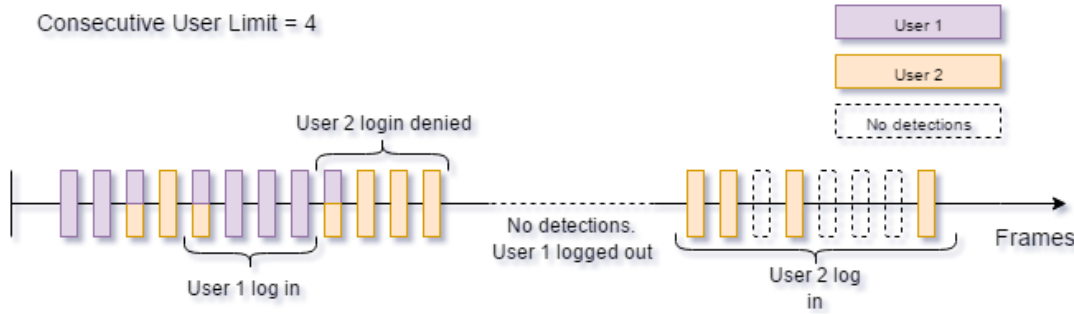 Consecutive User Limit = 4
User 1
User 2
No detections
User 2 login denied
No detections.
User 1 logged out
Frames
User 1 log in
User 2 log
in